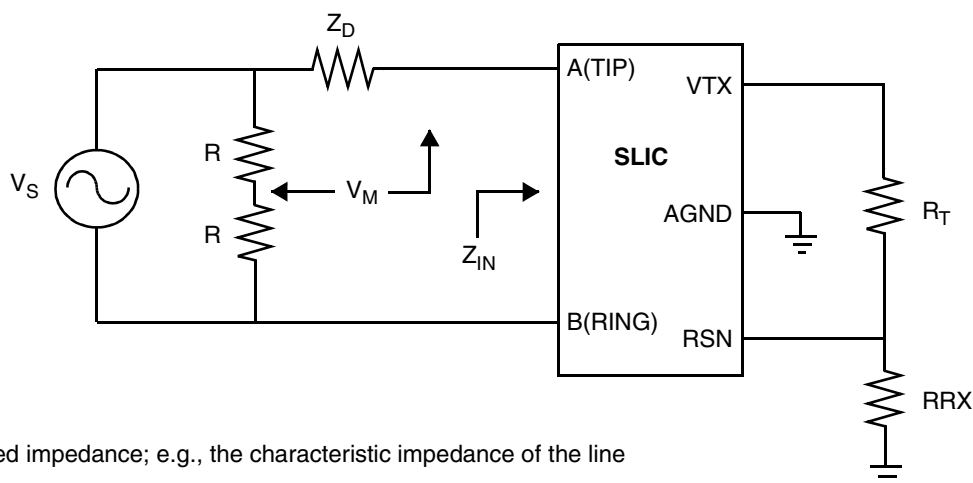 Z_D
A(TIP)
VTX
R
SLIC
V_S
V_M
AGND
R_T
R
Z_IN
B(RING)
RSN
RRX
impedance; e.g., the characteristic impedance of the line